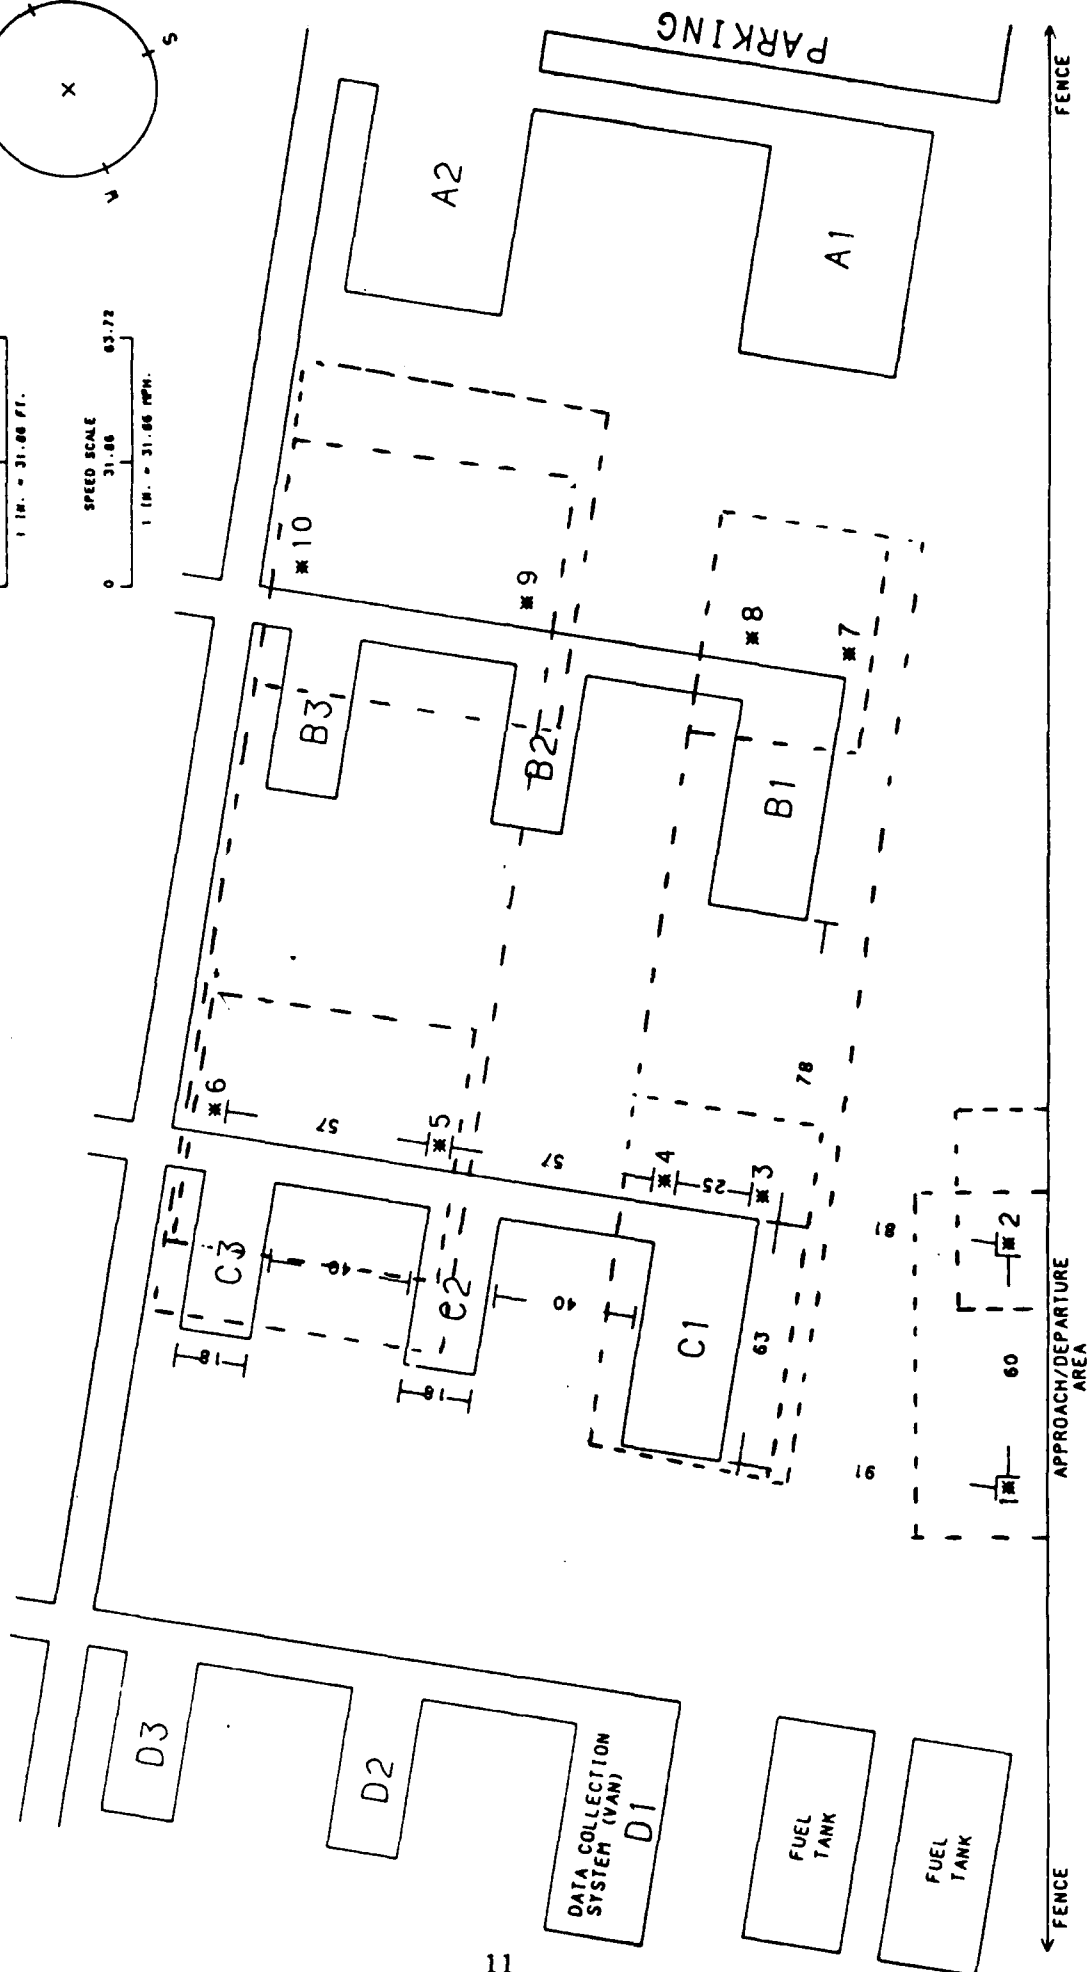 S
W
X
1 IN. = 31.86 FT.
SPEED SCALE
0 31.86 63.72
1 IN. = 31.86 MPH.
PARKING
A2
A1
*10
*9
*8
*7
B3
B2
B1
*6
57
*5
57
*4
25
*3
78
C3
40
18
C2
40
18
C1
63
81
*2
91
60
1*
APPROACH/DEPARTURE
AREA
FENCE
D3
D2
DATA COLLECTION
SYSTEM (VAN)
D1
FUEL
TANK
FUEL
TANK
FENCE
11